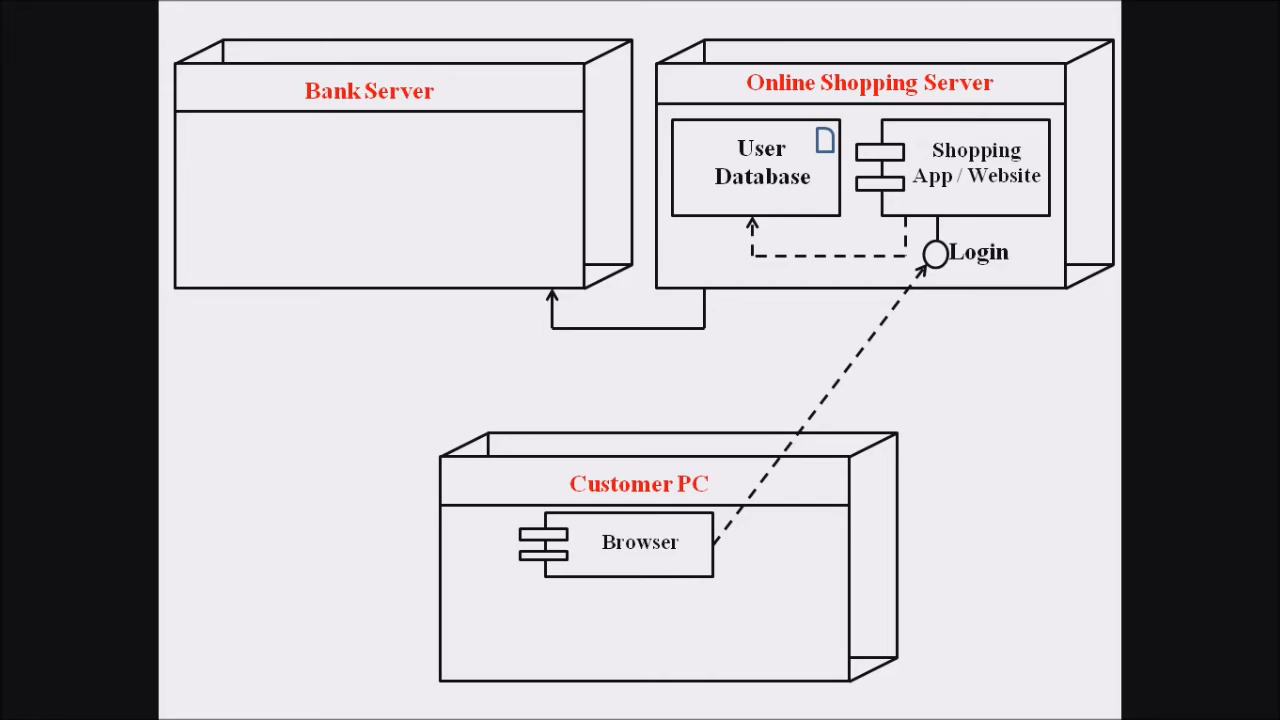 Bank Server
Online Shopping Server
User
Database
Shopping
App / Website
Login
Customer PC
Browser